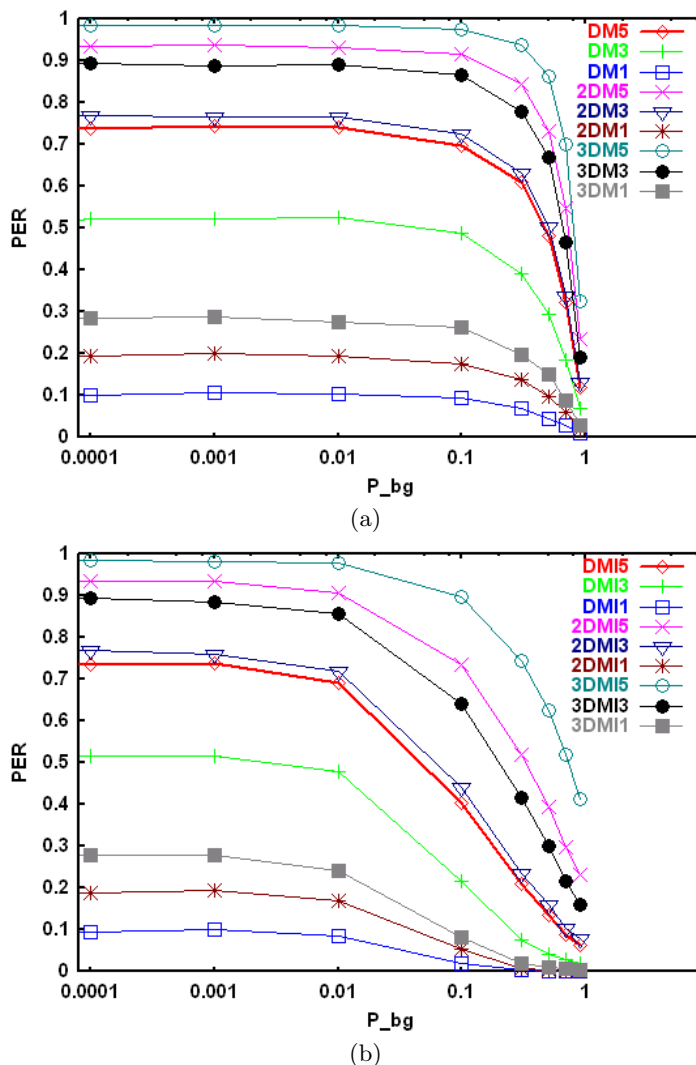 1
0.9
0.8
0.7
0.6
0.5
0.4
0.3
0.2
0.1
0
PER
DM5
DM3
DM1
2DM5
2DM3
2DM1
3DM5
3DM3
3DM1
0.0001 0.001 0.01 0.1 1
P_bg
(a)
1
0.9
0.8
0.7
0.6
0.5
0.4
0.3
0.2
0.1
0
PER
DMI5
DMI3
DMI1
2DMI5
2DMI3
2DMI1
3DMI5
3DMI3
3DMI1
0.0001 0.001 0.01 0.1 1
P_bg
(b)